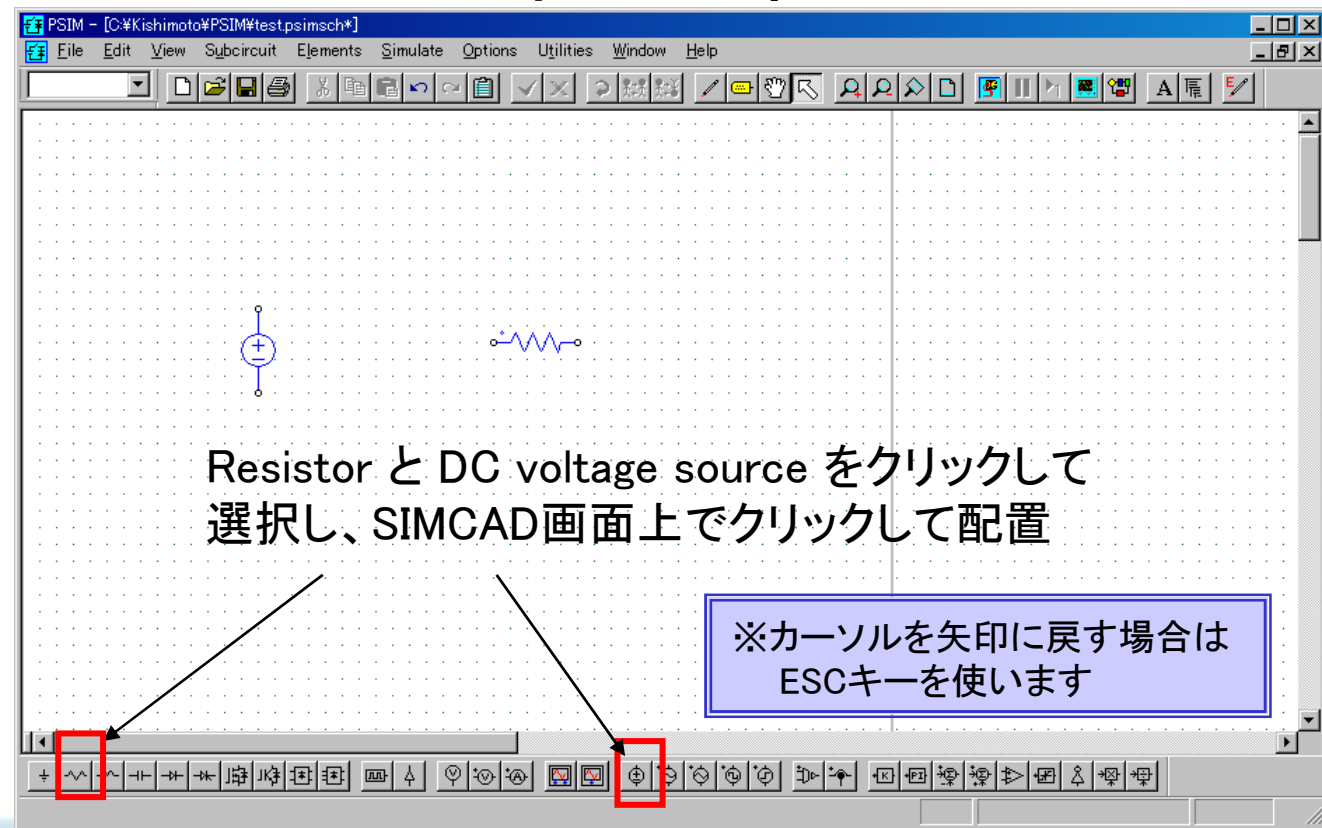 PSIM - [C:¥Kishimoto¥PSIM¥test.psimsch*]
File Edit View Subcircuit Elements Simulate Options Utilities Window Help
Resistor と DC voltage source をクリックして
選択し、SIMCAD画面上でクリックして配置
※カーソルを矢印に戻す場合は
ESCキーを使います